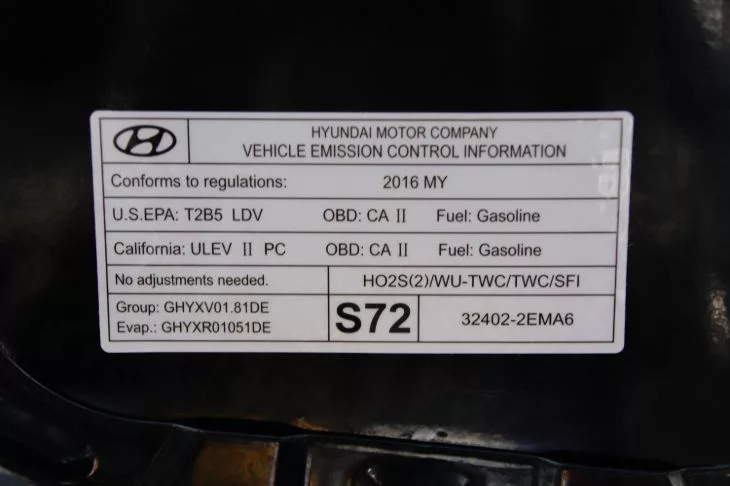 HYUNDAI MOTOR COMPANY
VEHICLE EMISSION CONTROL INFORMATION
Conforms to regulations: 2016 MY
U.S.EPA: T2B5 LDV OBD: CA II Fuel: Gasoline
California: ULEV II PC OBD: CA II Fuel: Gasoline
No adjustments needed. HO2S(2)/WU-TWC/TWC/SFI
Group: GHYXV01.81DE
Evap.: GHYXR01051DE
S72
32402-2EMA6